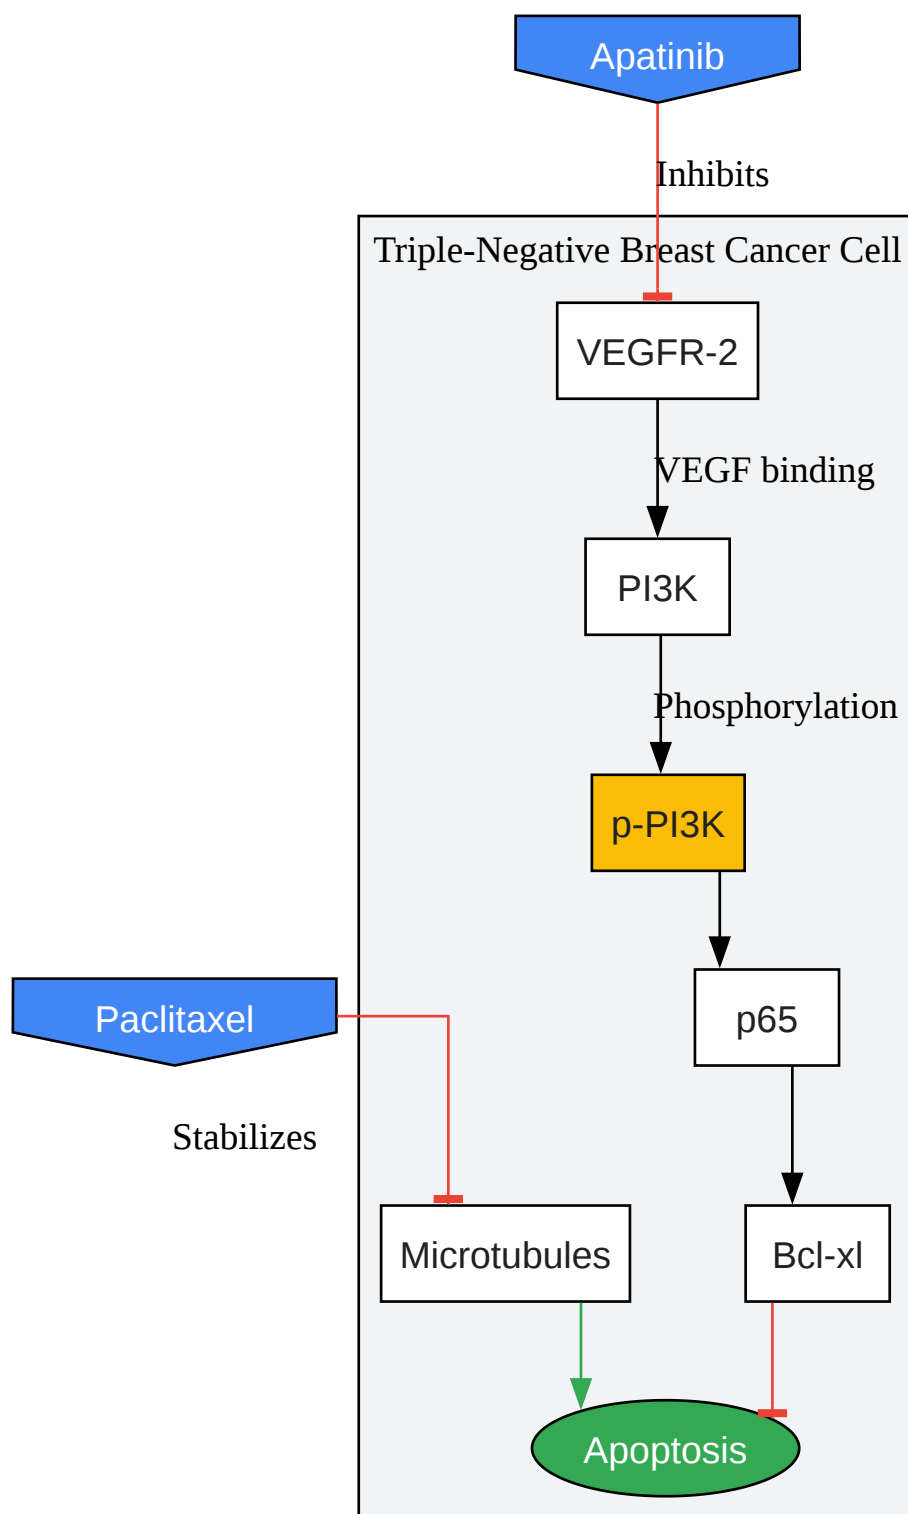 Apatinib
Inhibits
Triple-Negative Breast Cancer Cell
VEGFR-2
VEGF binding
PI3K
Phosphorylation
p-PI3K
Paclitaxel
p65
Stabilizes
Microtubules
Bcl-xl
Apoptosis